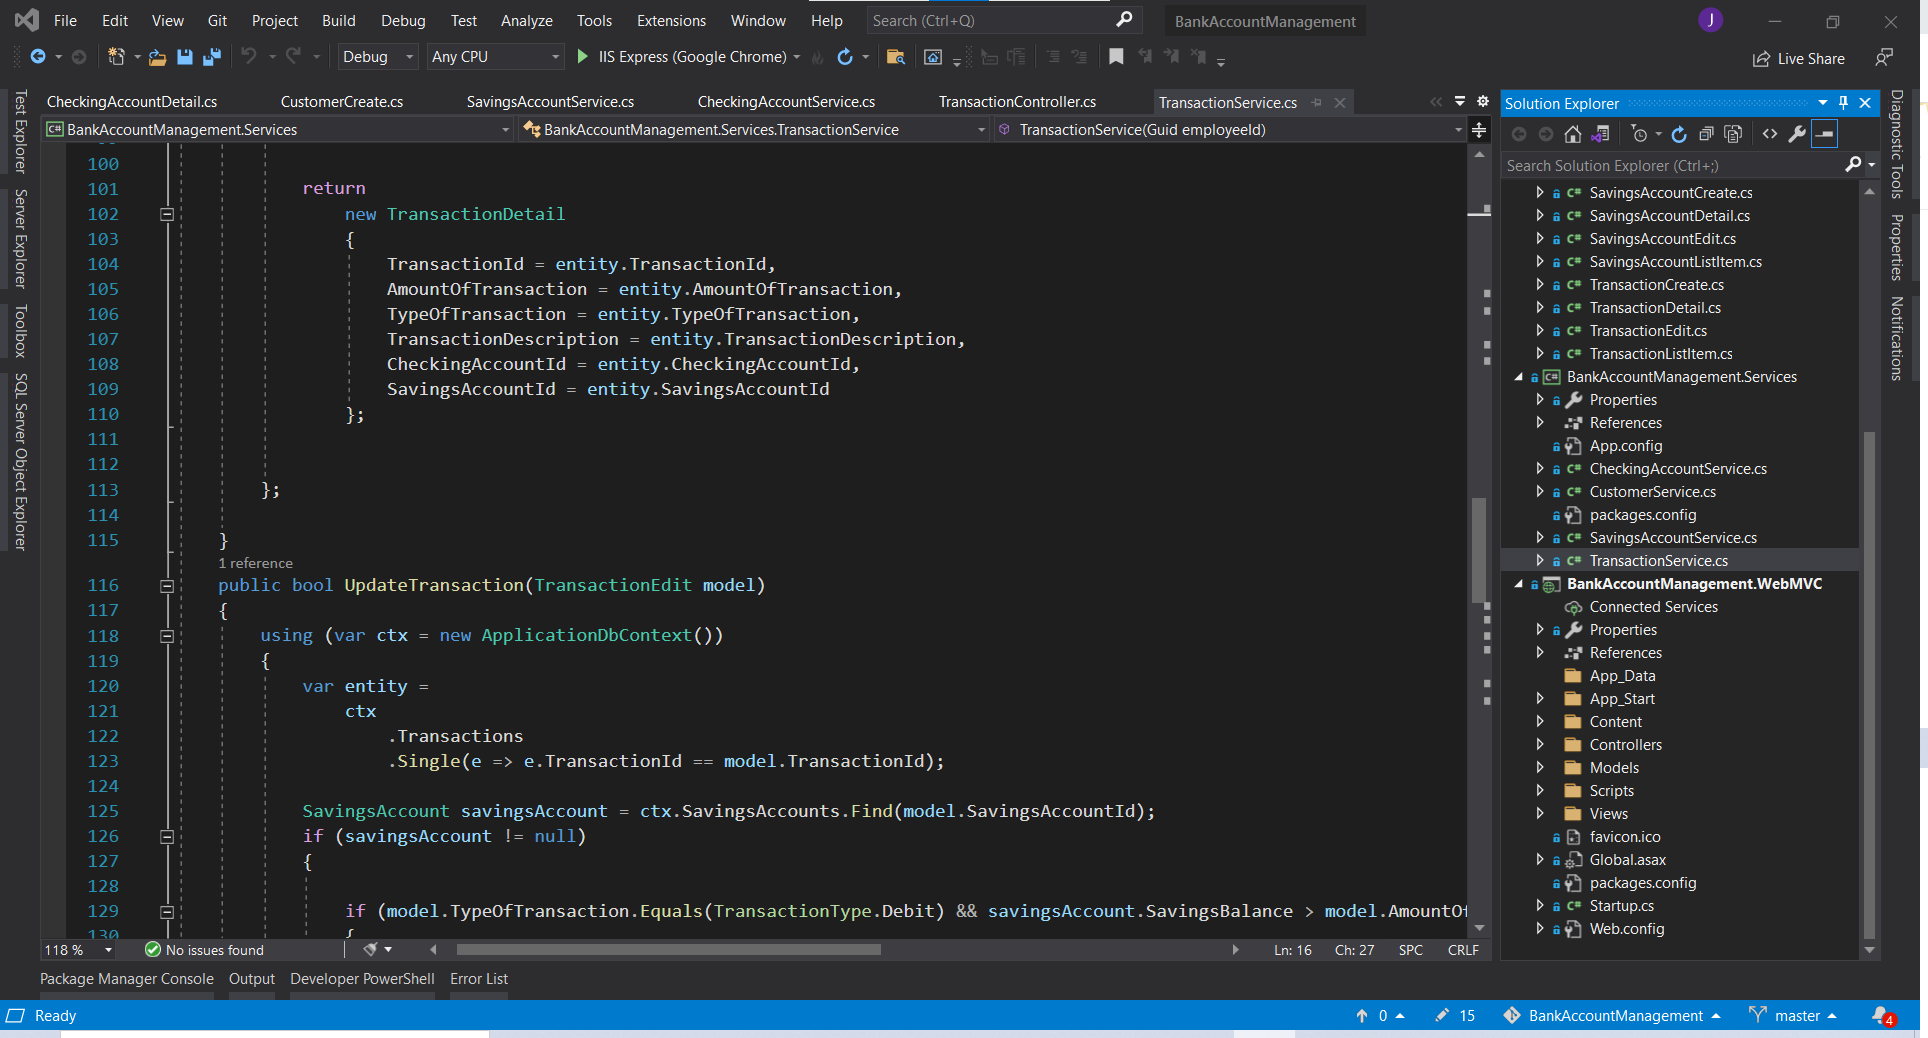 File Edit View Git Project Build Debug Test Analyze Tools Extensions Window Help Search (Ctrl+Q) BankAccountManagement J
Debug Any CPU IIS Express (Google Chrome) Live Share
CheckingAccountDetail.cs CustomerCreate.cs SavingsAccountService.cs CheckingAccountService.cs TransactionController.cs TransactionService.cs
C# BankAccountManagement.Services BankAccountManagement.Services.TransactionService TransactionService(Guid employeeId)
100
101 return
102 new TransactionDetail
103 {
104 TransactionId = entity.TransactionId,
105 AmountOfTransaction = entity.AmountOfTransaction,
106 TypeOfTransaction = entity.TypeOfTransaction,
107 TransactionDescription = entity.TransactionDescription,
108 CheckingAccountId = entity.CheckingAccountId,
109 SavingsAccountId = entity.SavingsAccountId
110 };
111
112
113 };
114
115 }
1 reference
116 public bool UpdateTransaction(TransactionEdit model)
117 {
118 using (var ctx = new ApplicationDbContext())
119 {
120 var entity =
121 ctx
122 .Transactions
123 .Single(e => e.TransactionId == model.TransactionId);
124
125 SavingsAccount savingsAccount = ctx.SavingsAccounts.Find(model.SavingsAccountId);
126 if (savingsAccount != null)
127 {
128
129 if (model.TypeOfTransaction.Equals(TransactionType.Debit) && savingsAccount.SavingsBalance > model.AmountOf
130 {
118 % No issues found Ln: 16 Ch: 27 SPC CRLF
Test Explorer
Server Explorer
Toolbox
SQL Server Object Explorer
Solution Explorer
Search Solution Explorer (Ctrl+;)
C# SavingsAccountCreate.cs
C# SavingsAccountDetail.cs
C# SavingsAccountEdit.cs
C# SavingsAccountListItem.cs
C# TransactionCreate.cs
C# TransactionDetail.cs
C# TransactionEdit.cs
C# TransactionListItem.cs
C# BankAccountManagement.Services
Properties
References
App.config
C# CheckingAccountService.cs
C# CustomerService.cs
packages.config
C# SavingsAccountService.cs
C# TransactionService.cs
BankAccountManagement.WebMVC
Connected Services
Properties
References
App_Data
App_Start
Content
Controllers
Models
Scripts
Views
favicon.ico
Global.asax
packages.config
C# Startup.cs
Web.config
Diagnostic Tools
Properties
Notifications
Package Manager Console Output Developer PowerShell Error List
Ready 0 15 BankAccountManagement master 4